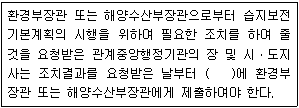 환경부장관 또는 해양수산부장관으로부터 습지보전
기본계획의 시행을 위하여 필요한 조치를 하여 줄
것을 요청받은 관계중앙행정기관의 장 및 시·도지
사는 조치결과를 요청받은 날부터 (    )에 환경부
장관 또는 해양수산부장관에게 제출하여야 한다.